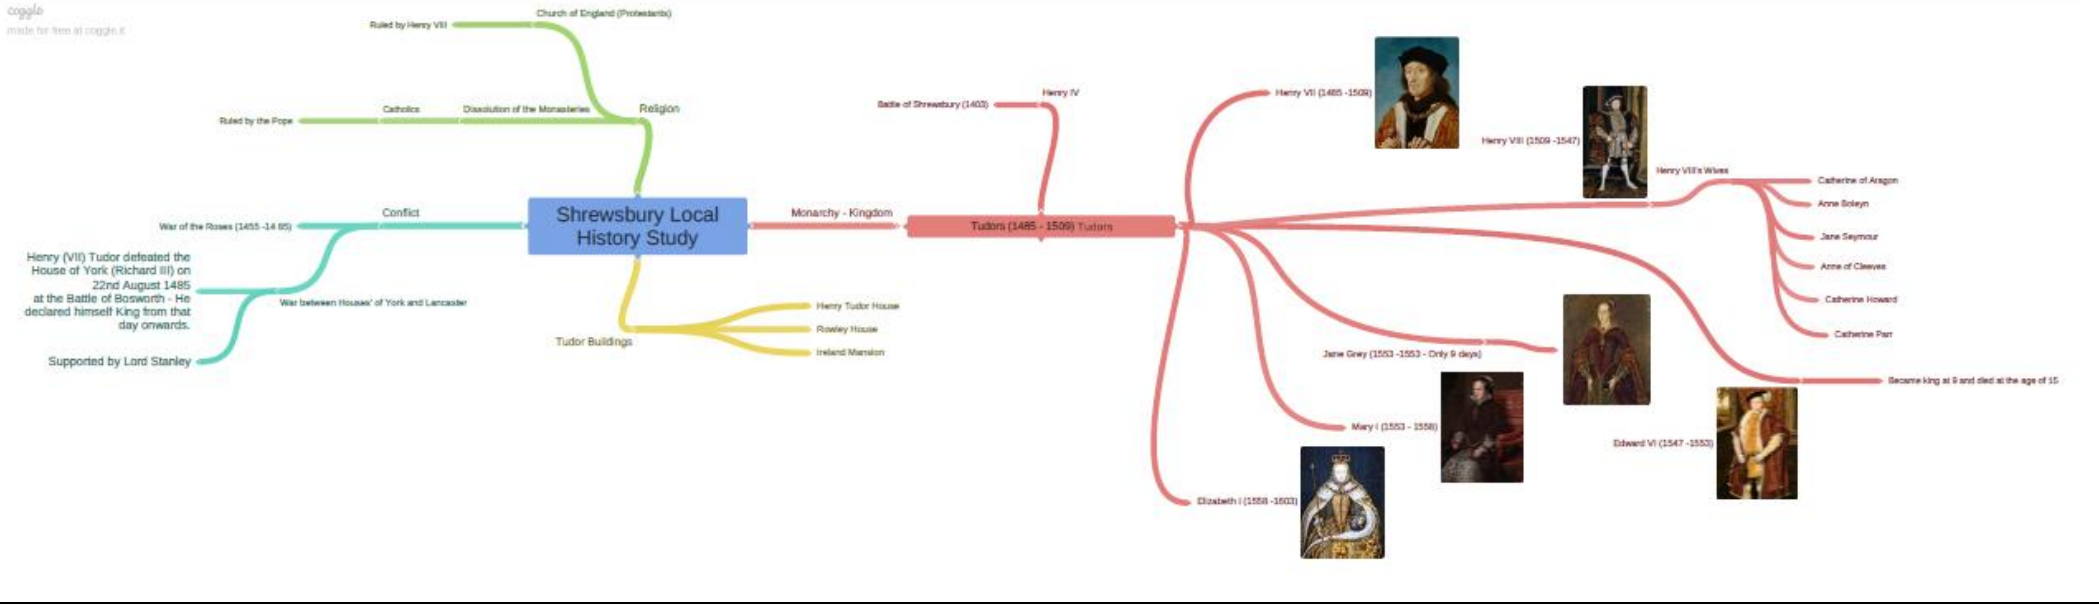 coggle
made for free at coggle.it
Church of England (Protestants)
Ruled by Henry VIII
Religion
Dissolution of the Monasteries
Catholics
Ruled by the Pope
Conflict
War of the Roses (1455 -14 85)
Henry (VII) Tudor defeated the
House of York (Richard III) on
22nd August 1485
at the Battle of Bosworth - He
declared himself King from that
day onwards.
War between Houses' of York and Lancaster
Supported by Lord Stanley
Shrewsbury Local
History Study
Tudor Buildings
Henry Tudor House
Rowley House
Ireland Mansion
Monarchy - Kingdom
Tudors (1485 - 1509) Tudors
Henry IV
Battle of Shrewsbury (1403)
Henry VII (1485 -1509)
Henry VIII (1509 -1547)
Henry VIII's Wives
Catherine of Aragon
Anne Boleyn
Jane Seymour
Anne of Cleeves
Catherine Howard
Catherine Parr
Jane Grey (1553 -1553 - Only 9 days)
Became king at 9 and died at the age of 15
Edward VI (1547 -1553)
Mary I (1553 - 1558)
Elizabeth I (1558 -1603)